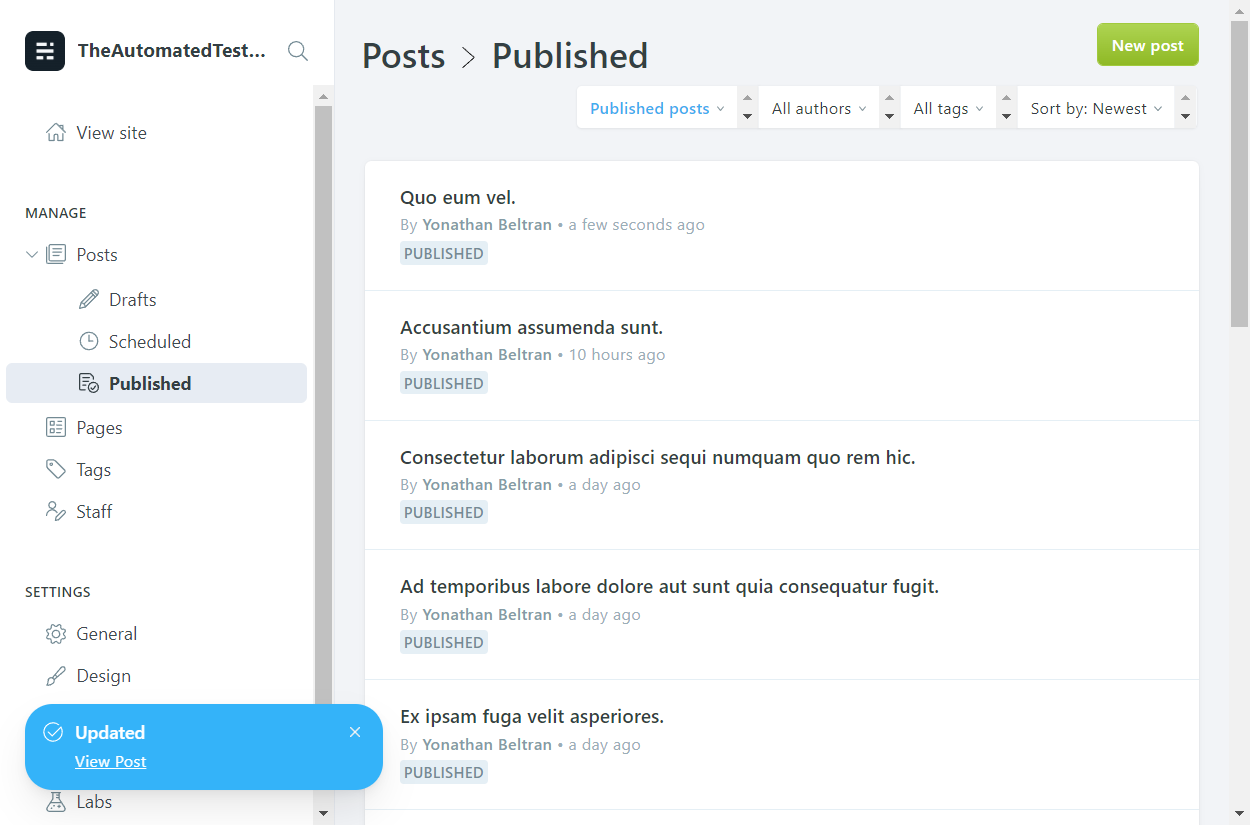 TheAutomatedTest...
View site
MANAGE
Posts
Drafts
Scheduled
Published
Pages
Tags
Staff
SETTINGS
General
Design
Updated
View Post
Labs
Posts > Published
New post
Published posts
All authors
All tags
Sort by: Newest
Quo eum vel.
By Yonathan Beltran • a few seconds ago
PUBLISHED
Accusantium assumenda sunt.
By Yonathan Beltran • 10 hours ago
PUBLISHED
Consectetur laborum adipisci sequi numquam quo rem hic.
By Yonathan Beltran • a day ago
PUBLISHED
Ad temporibus labore dolore aut sunt quia consequatur fugit.
By Yonathan Beltran • a day ago
PUBLISHED
Ex ipsam fuga velit asperiores.
By Yonathan Beltran • a day ago
PUBLISHED